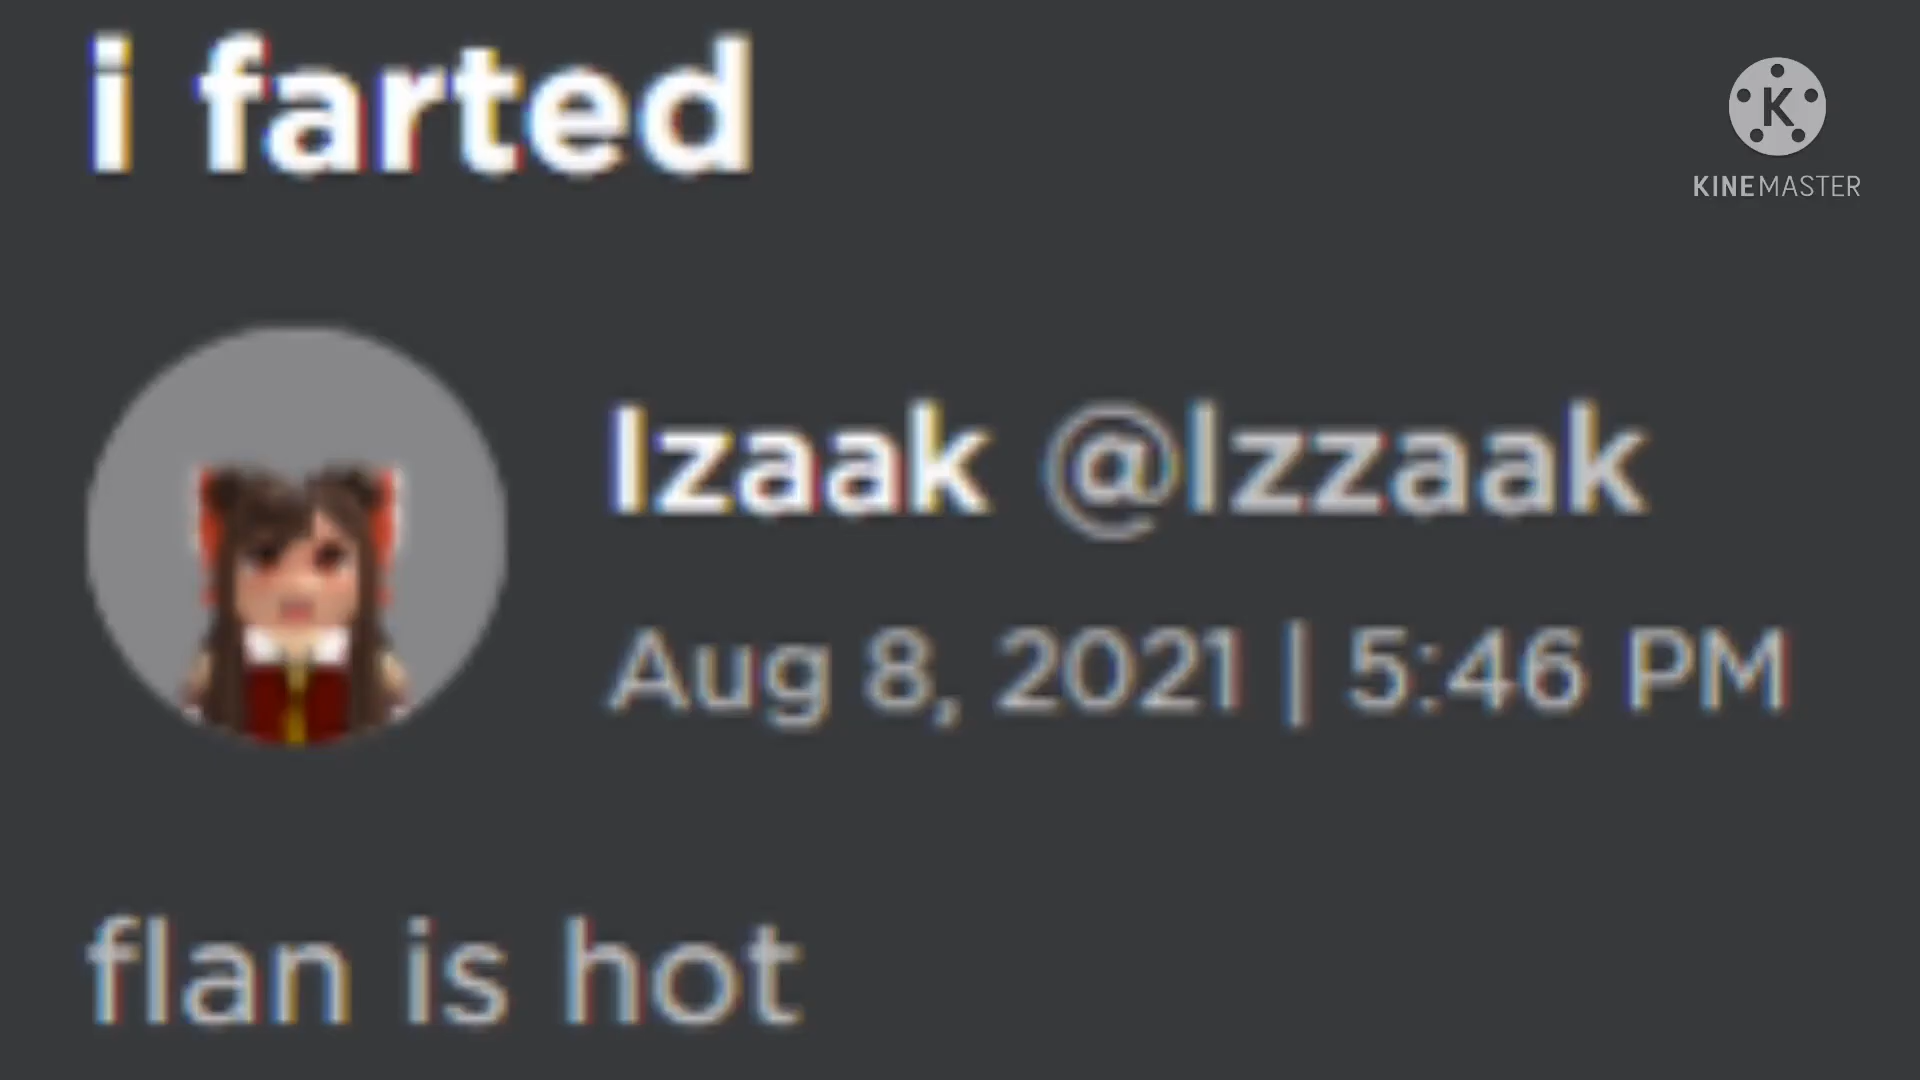 i farted
K
KINEMASTER
Izaak @Izzaak
Aug 8, 2021 | 5:46 PM
flan is hot